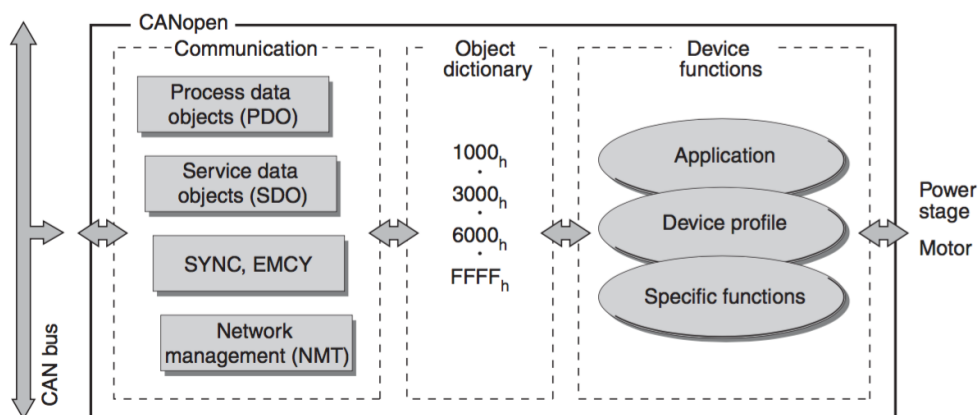 CANopen
Communication
Process data
objects (PDO)
Service data
objects (SDO)
SYNC, EMCY
Network
management (NMT)
Object
dictionary
1000h
.
3000h
.
6000h
.
FFFFh
Device
functions
Application
Device profile
Specific functions
Power
stage
Motor
CAN bus